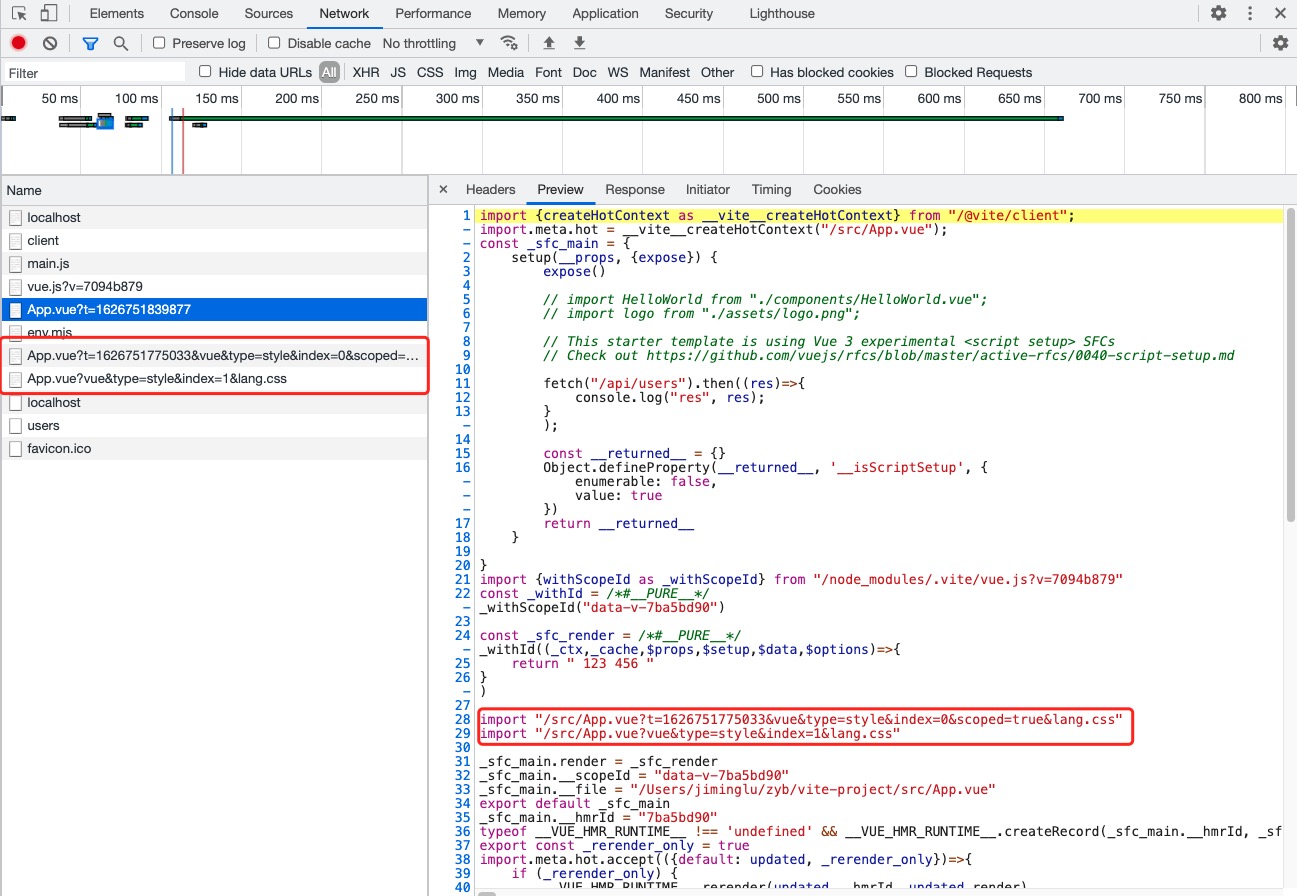 Elements Console Sources Network Performance Memory Application Security Lighthouse
Preserve log Disable cache No throttling
Filter Hide data URLs All XHR JS CSS Img Media Font Doc WS Manifest Other Has blocked cookies Blocked Requests
50 ms 100 ms 150 ms 200 ms 250 ms 300 ms 350 ms 400 ms 450 ms 500 ms 550 ms 600 ms 650 ms 700 ms 750 ms 800 ms
Name
localhost
client
main.js
vue.js?v=7094b879
App.vue?t=1626751839877
env.mjs
App.vue?t=1626751775033&vue&type=style&index=0&scoped=…
App.vue?vue&type=style&index=1&lang.css
localhost
users
favicon.ico
× Headers Preview Response Initiator Timing Cookies
1 import {createHotContext as __vite__createHotContext} from "/@vite/client";
- import.meta.hot = __vite__createHotContext("/src/App.vue");
- const _sfc_main = {
2 setup(__props, {expose}) {
3 expose()
4
5 // import HelloWorld from "./components/HelloWorld.vue";
6 // import logo from "./assets/logo.png";
7
8 // This starter template is using Vue 3 experimental <script setup> SFCs
9 // Check out https://github.com/vuejs/rfcs/blob/master/active-rfcs/0040-script-setup.md
10
11 fetch("/api/users").then((res)=>{
12 console.log("res", res);
13 }
- );
14
15 const __returned__ = {}
16 Object.defineProperty(__returned__, '__isScriptSetup', {
- enumerable: false,
- value: true
- })
17 return __returned__
18 }
19
20 }
21 import {withScopeId as _withScopeId} from "/node_modules/.vite/vue.js?v=7094b879"
22 const _withId = /*#__PURE__*/
- _withScopeId("data-v-7ba5bd90")
23
24 const _sfc_render = /*#__PURE__*/
- _withId((_ctx,_cache,$props,$setup,$data,$options)=>{
25 return " 123 456 "
26 }
- )
27
28 import "/src/App.vue?t=1626751775033&vue&type=style&index=0&scoped=true&lang.css"
29 import "/src/App.vue?vue&type=style&index=1&lang.css"
30
31 _sfc_main.render = _sfc_render
32 _sfc_main.__scopeId = "data-v-7ba5bd90"
33 _sfc_main.__file = "/Users/jiminglu/zyb/vite-project/src/App.vue"
34 export default _sfc_main
35 _sfc_main.__hmrId = "7ba5bd90"
36 typeof __VUE_HMR_RUNTIME__ !== 'undefined' && __VUE_HMR_RUNTIME__.createRecord(_sfc_main.__hmrId, _sf
37 export const _rerender_only = true
38 import.meta.hot.accept(({default: updated, _rerender_only})=>{
39 if (_rerender_only) {
40 __VUE_HMR_RUNTIME__.rerender(updated.__hmrId, updated.render)